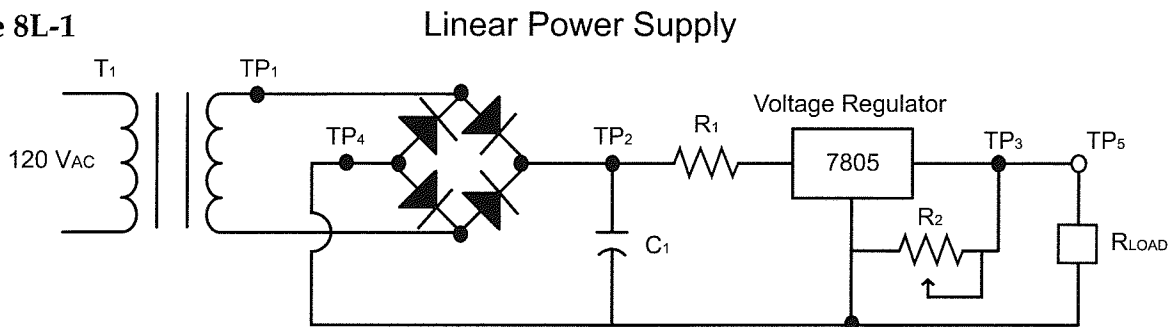 e 8L-1
Linear Power Supply
T1
TP1
120 VAC
TP4
TP2
R1
Voltage Regulator
7805
TP3
TP5
C1
R2
RLOAD